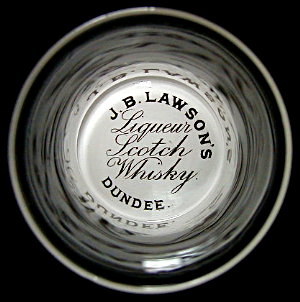 J.B. LAWSON'S
Liqueur
Scotch
Whisky.
DUNDEE.